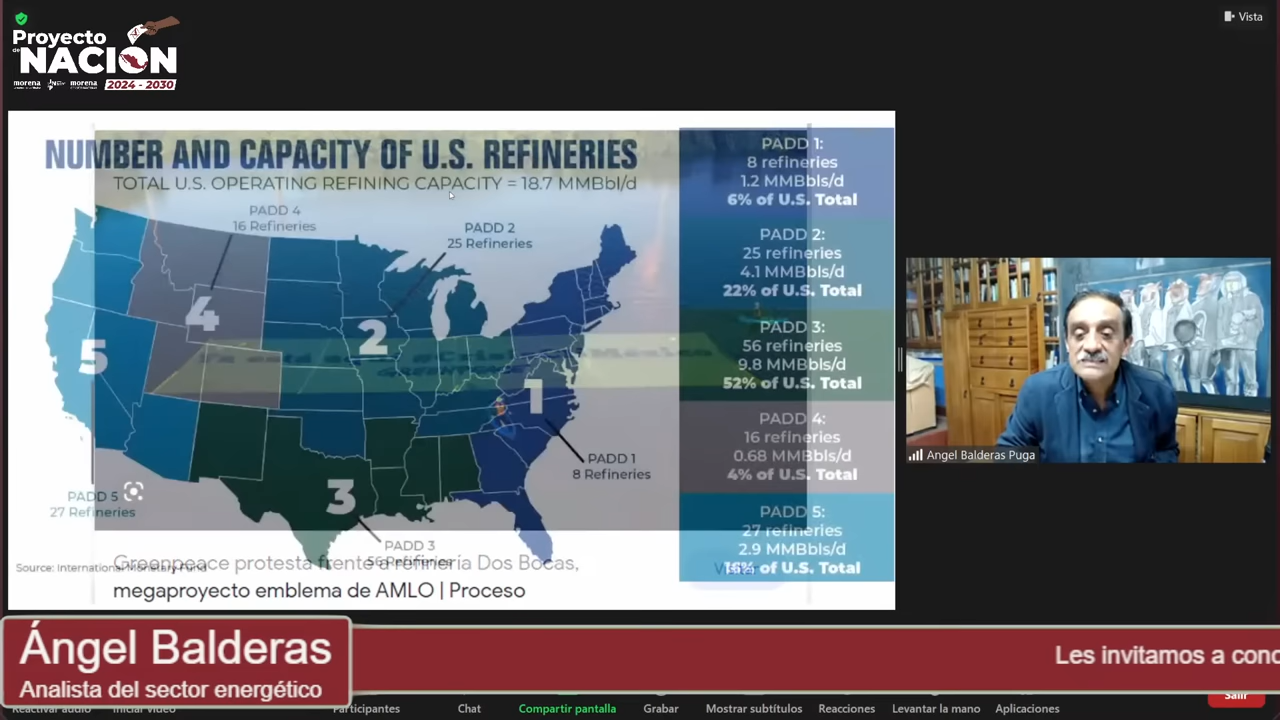 Proyecto
de NACIÓN
morena morena 2024 - 2030
Vista
NUMBER AND CAPACITY OF U.S. REFINERIES
TOTAL U.S. OPERATING REFINING CAPACITY = 18.7 MMBbl/d
PADD 4
16 Refineries
PADD 2
25 Refineries
4
2
5
1
3
PADD 1
8 Refineries
PADD 5
27 Refineries
PADD 3
56 Refineries
Source: International Monetary Fund
PADD 1:
8 refineries
1.2 MMBbls/d
6% of U.S. Total
PADD 2:
25 refineries
4.1 MMBbls/d
22% of U.S. Total
PADD 3:
56 refineries
9.8 MMBbls/d
52% of U.S. Total
PADD 4:
16 refineries
0.68 MMBbls/d
4% of U.S. Total
PADD 5:
27 refineries
2.9 MMBbls/d
16% of U.S. Total
Greenpeace protesta frente a refinería Dos Bocas,
megaproyecto emblema de AMLO | Proceso
Angel Balderas Puga
Ángel Balderas
Analista del sector energético
Les invitamos a cono
Reactivar audio Iniciar video Participantes Chat Compartir pantalla Grabar Mostrar subtítulos Reacciones Levantar la mano Aplicaciones Salir